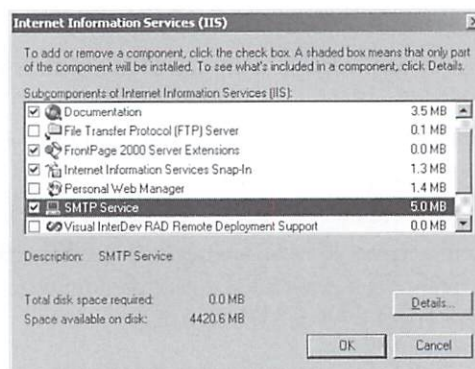 Internet Information Services (IIS)
To add or remove a component, click the check box. A shaded box means that only part
of the component will be installed. To see what's included in a component, click Details.
Subcomponents of Internet Information Services (IIS):
Documentation 3.5 MB
File Transfer Protocol (FTP) Server 0.1 MB
FrontPage 2000 Server Extensions 0.0 MB
Internet Information Services Snap-In 1.3 MB
Personal Web Manager 1.4 MB
SMTP Service 5.0 MB
Visual InterDev RAD Remote Deployment Support 0.0 MB
Description: SMTP Service
Total disk space required: 0.0 MB
Space available on disk: 4420.6 MB
Details...
OK Cancel